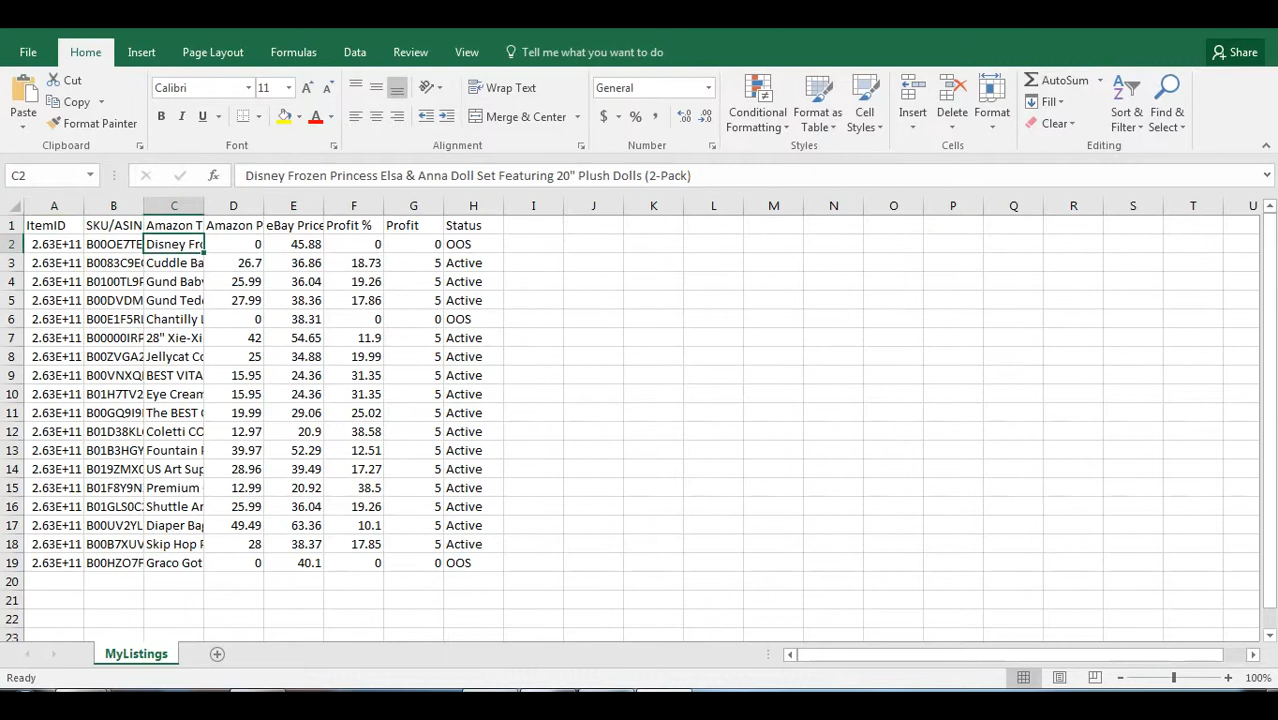 File Home Insert Page Layout Formulas Data Review View Tell me what you want to do Share
Paste Cut Copy Format Painter Clipboard
Calibri 11 A A B I U A Font
Wrap Text Merge & Center Alignment
General $ % , Number
Conditional Formatting Format as Table Cell Styles Styles
Insert Delete Format Cells
AutoSum Fill Clear Sort & Filter Find & Select Editing
C2 fx Disney Frozen Princess Elsa & Anna Doll Set Featuring 20" Plush Dolls (2-Pack)
A B C D E F G H I J K L M N O P Q R S T U
1 ItemID SKU/ASIN Amazon T Amazon P eBay Price Profit % Profit Status
2 2.63E+11 B00OE7TE Disney Fro 0 45.88 0 0 OOS
3 2.63E+11 B0083C9E Cuddle Ba 26.7 36.86 18.73 5 Active
4 2.63E+11 B0100TL9P Gund Baby 25.99 36.04 19.26 5 Active
5 2.63E+11 B00DVDM Gund Tedd 27.99 38.36 17.86 5 Active
6 2.63E+11 B00E1F5RL Chantilly L 0 38.31 0 0 OOS
7 2.63E+11 B00000IRP 28" Xie-Xi 42 54.65 11.9 5 Active
8 2.63E+11 B00ZVGA2 Jellycat Co 25 34.88 19.99 5 Active
9 2.63E+11 B00VNXQ BEST VITA 15.95 24.36 31.35 5 Active
10 2.63E+11 B01H7TV2 Eye Cream 15.95 24.36 31.35 5 Active
11 2.63E+11 B00GQ9I9 The BEST 19.99 29.06 25.02 5 Active
12 2.63E+11 B01D38KL Coletti CO 12.97 20.9 38.58 5 Active
13 2.63E+11 B01B3HGY Fountain 39.97 52.29 12.51 5 Active
14 2.63E+11 B019ZMX0 US Art Sup 28.96 39.49 17.27 5 Active
15 2.63E+11 B01F8Y9N Premium 12.99 20.92 38.5 5 Active
16 2.63E+11 B01GLS0C Shuttle Ar 25.99 36.04 19.26 5 Active
17 2.63E+11 B00UV2YL Diaper Bag 49.49 63.36 10.1 5 Active
18 2.63E+11 B00B7XUV Skip Hop 28 38.37 17.85 5 Active
19 2.63E+11 B00HZO7F Graco Got 0 40.1 0 0 OOS
20
21
22
23
MyListings
Ready 100%